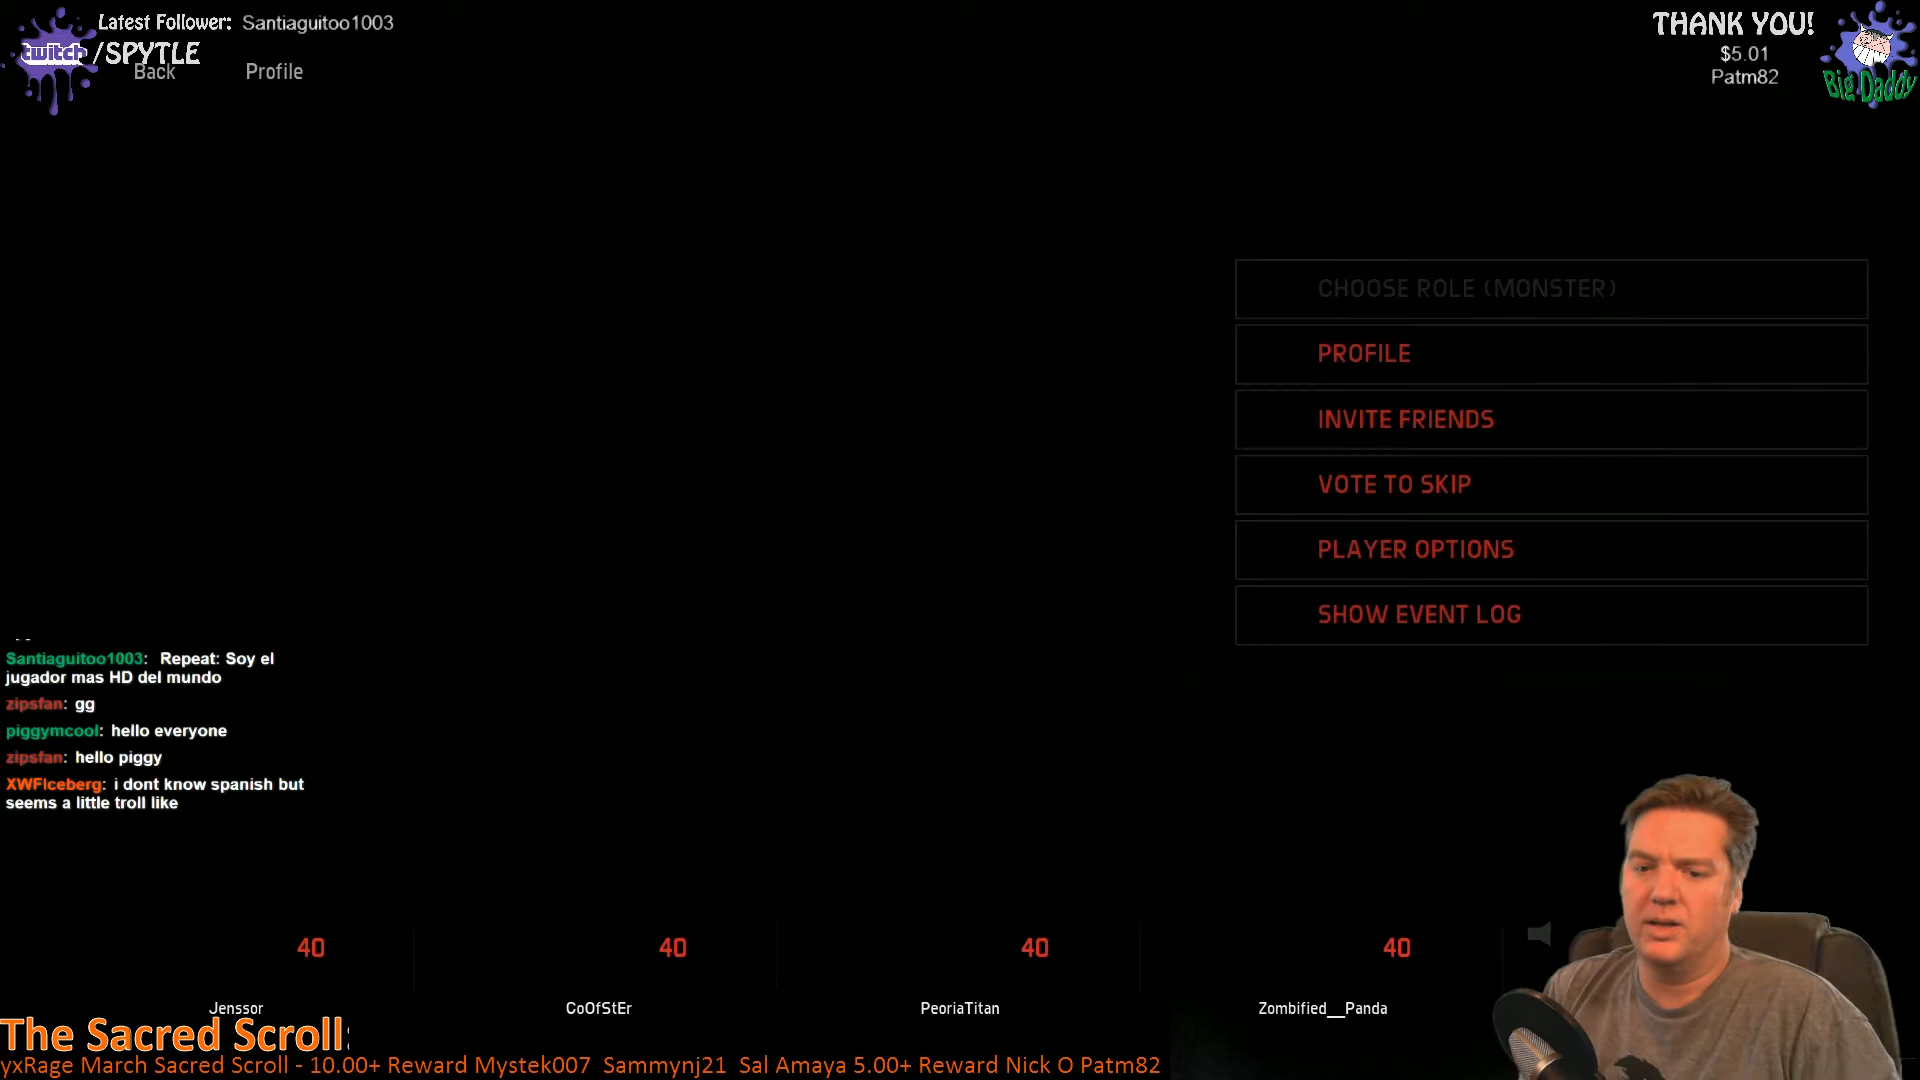 Latest Follower: Santiaguitoo1003
twitch /SPYTLE
Back Profile
THANK YOU!
$5.01
Patm82
Big Daddy
CHOOSE ROLE (MONSTER)
PROFILE
INVITE FRIENDS
VOTE TO SKIP
PLAYER OPTIONS
SHOW EVENT LOG
Santiaguitoo1003: Repeat: Soy el
jugador mas HD del mundo
zipsfan: gg
piggymcool: hello everyone
zipsfan: hello piggy
XWFIceberg: i dont know spanish but
seems a little troll like
40 40 40 40
Jenssor CoOfStEr PeoriaTitan Zombified__Panda
The Sacred Scroll:
yxRage March Sacred Scroll - 10.00+ Reward Mystek007 Sammynj21 Sal Amaya 5.00+ Reward Nick O Patm82